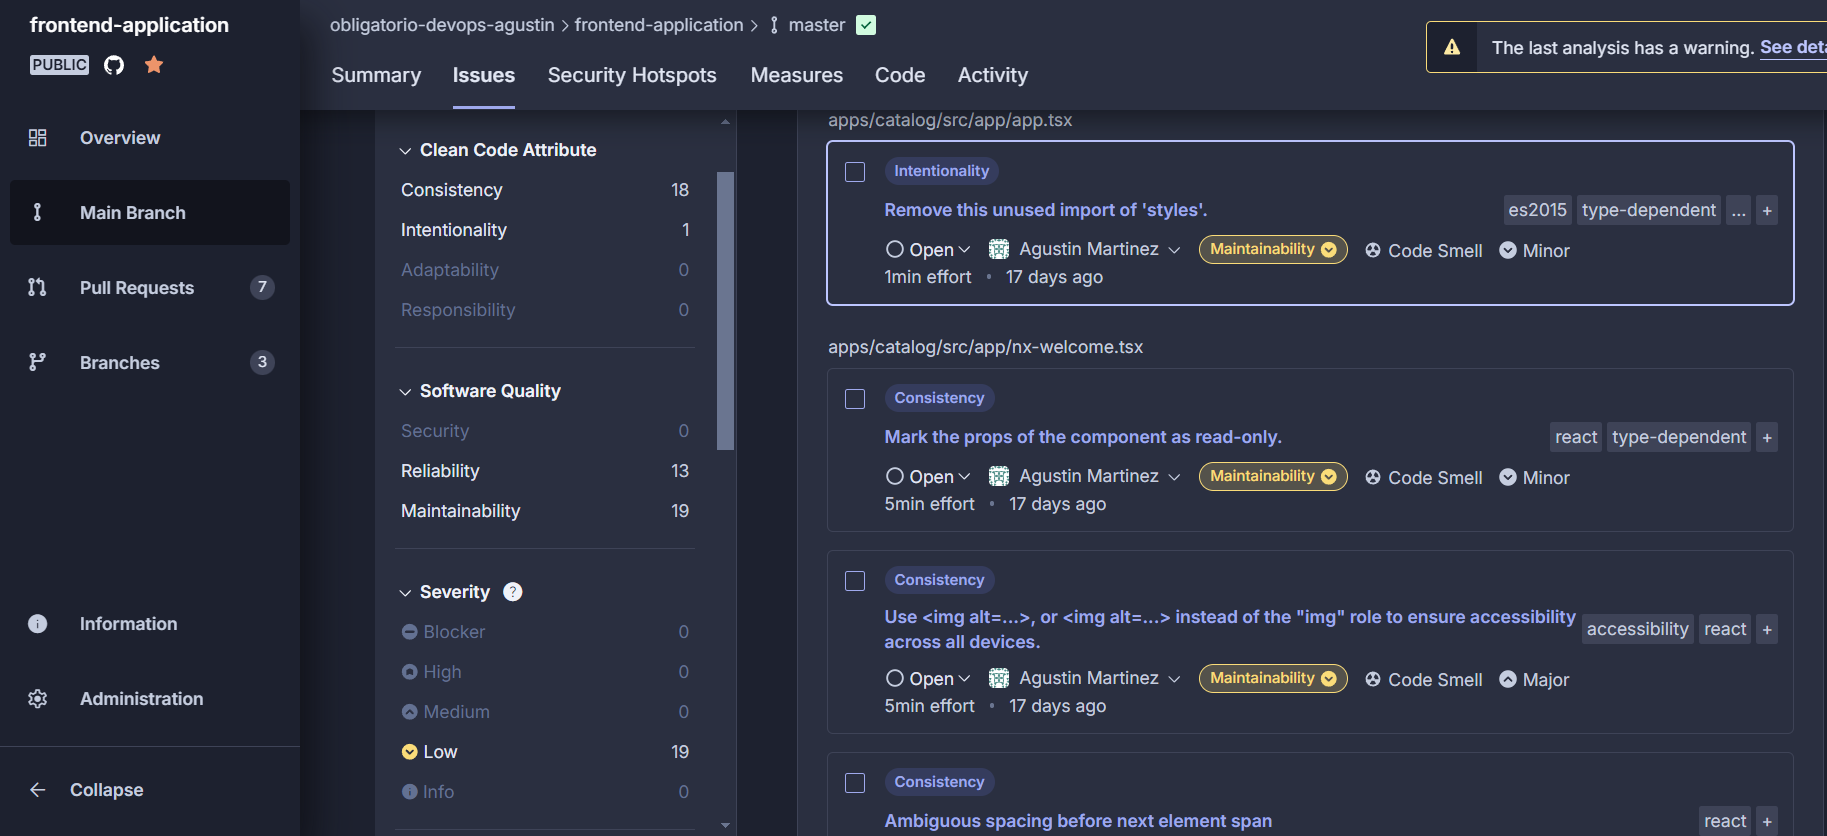 frontend-application
PUBLIC
Overview
Main Branch
Pull Requests 7
Branches 3
Information
Administration
Collapse
obligatorio-devops-agustin > frontend-application > master
Summary Issues Security Hotspots Measures Code Activity
The last analysis has a warning. See deta
Clean Code Attribute
Consistency 18
Intentionality 1
Adaptability 0
Responsibility 0
Software Quality
Security 0
Reliability 13
Maintainability 19
Severity ?
Blocker 0
High 0
Medium 0
Low 19
Info 0
apps/catalog/src/app/app.tsx
Intentionality
Remove this unused import of 'styles'. es2015 type-dependent ... +
Open Agustin Martinez Maintainability Code Smell Minor
1min effort • 17 days ago
apps/catalog/src/app/nx-welcome.tsx
Consistency
Mark the props of the component as read-only. react type-dependent +
Open Agustin Martinez Maintainability Code Smell Minor
5min effort • 17 days ago
Consistency
Use <img alt=...>, or <img alt=...> instead of the "img" role to ensure accessibility
across all devices. accessibility react +
Open Agustin Martinez Maintainability Code Smell Major
5min effort • 17 days ago
Consistency
Ambiguous spacing before next element span react +